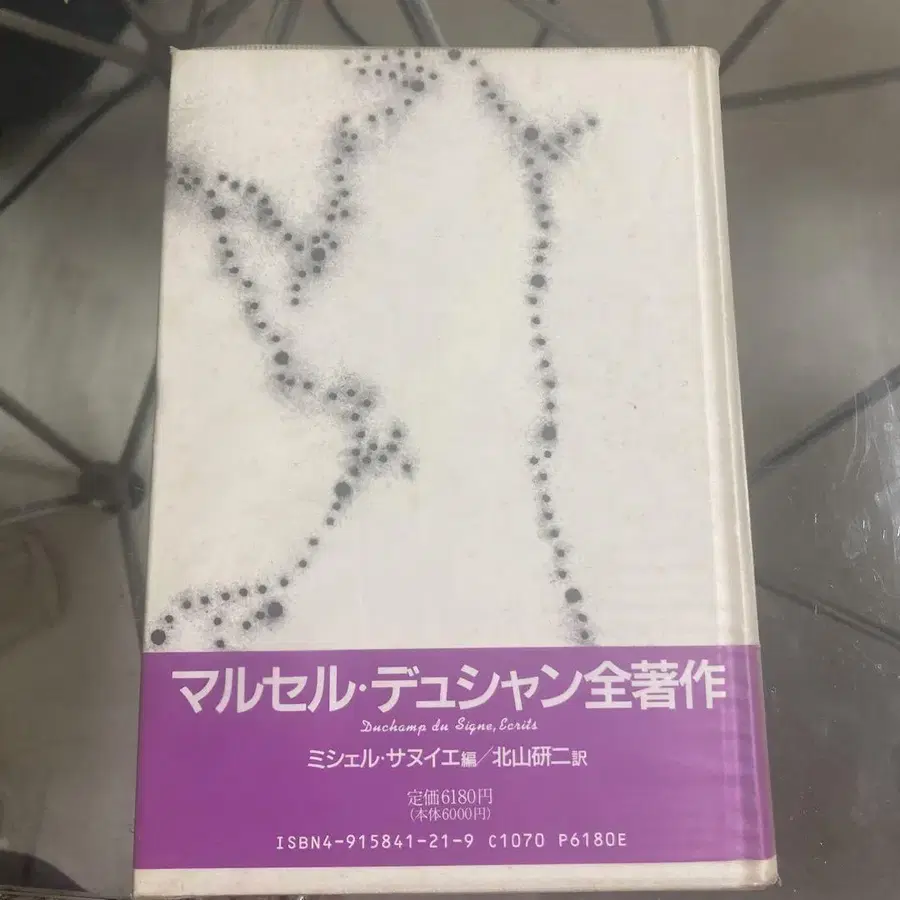 マルセル・デュシャン全著作
Duchamp du Signe, Ecrits
ミシェル・サヌイエ編／北山研二訳
定価6180円
(本体6000円)
ISBN4-915841-21-9 C1070 P6180E